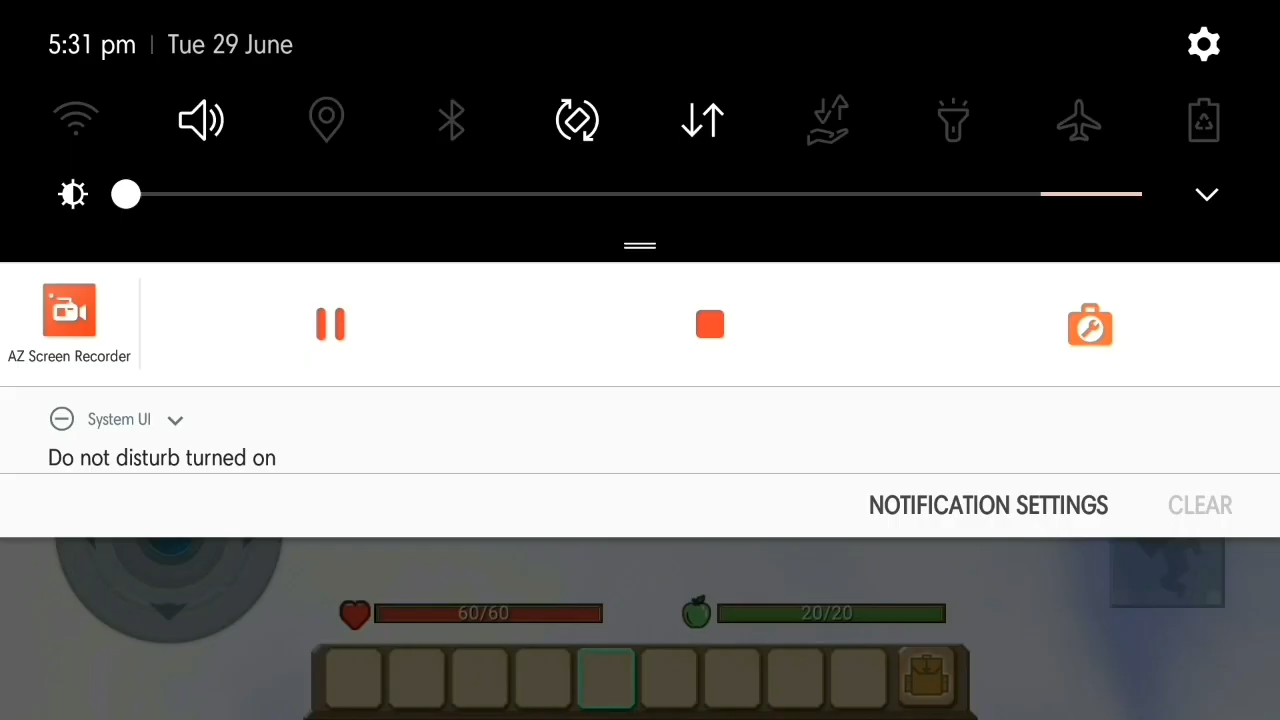 5:31 pm | Tue 29 June
AZ Screen Recorder
System UI
Do not disturb turned on
NOTIFICATION SETTINGS CLEAR
60/60 20/20